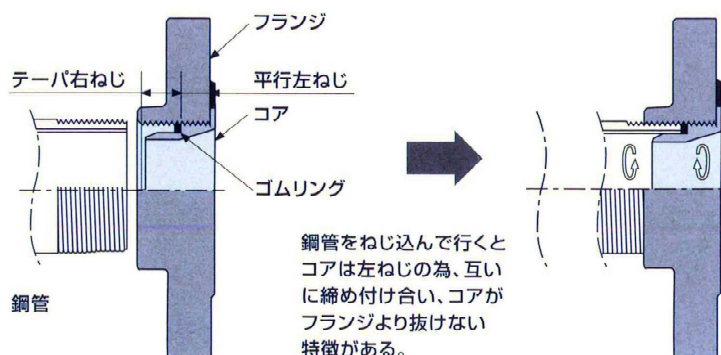 フランジ
テーパ右ねじ
平行左ねじ
コア
ゴムリング
鋼管をねじ込んで行くと
コアは左ねじの為、互い
に締め付け合い、コアが
フランジより抜けない
特徴がある。
鋼管